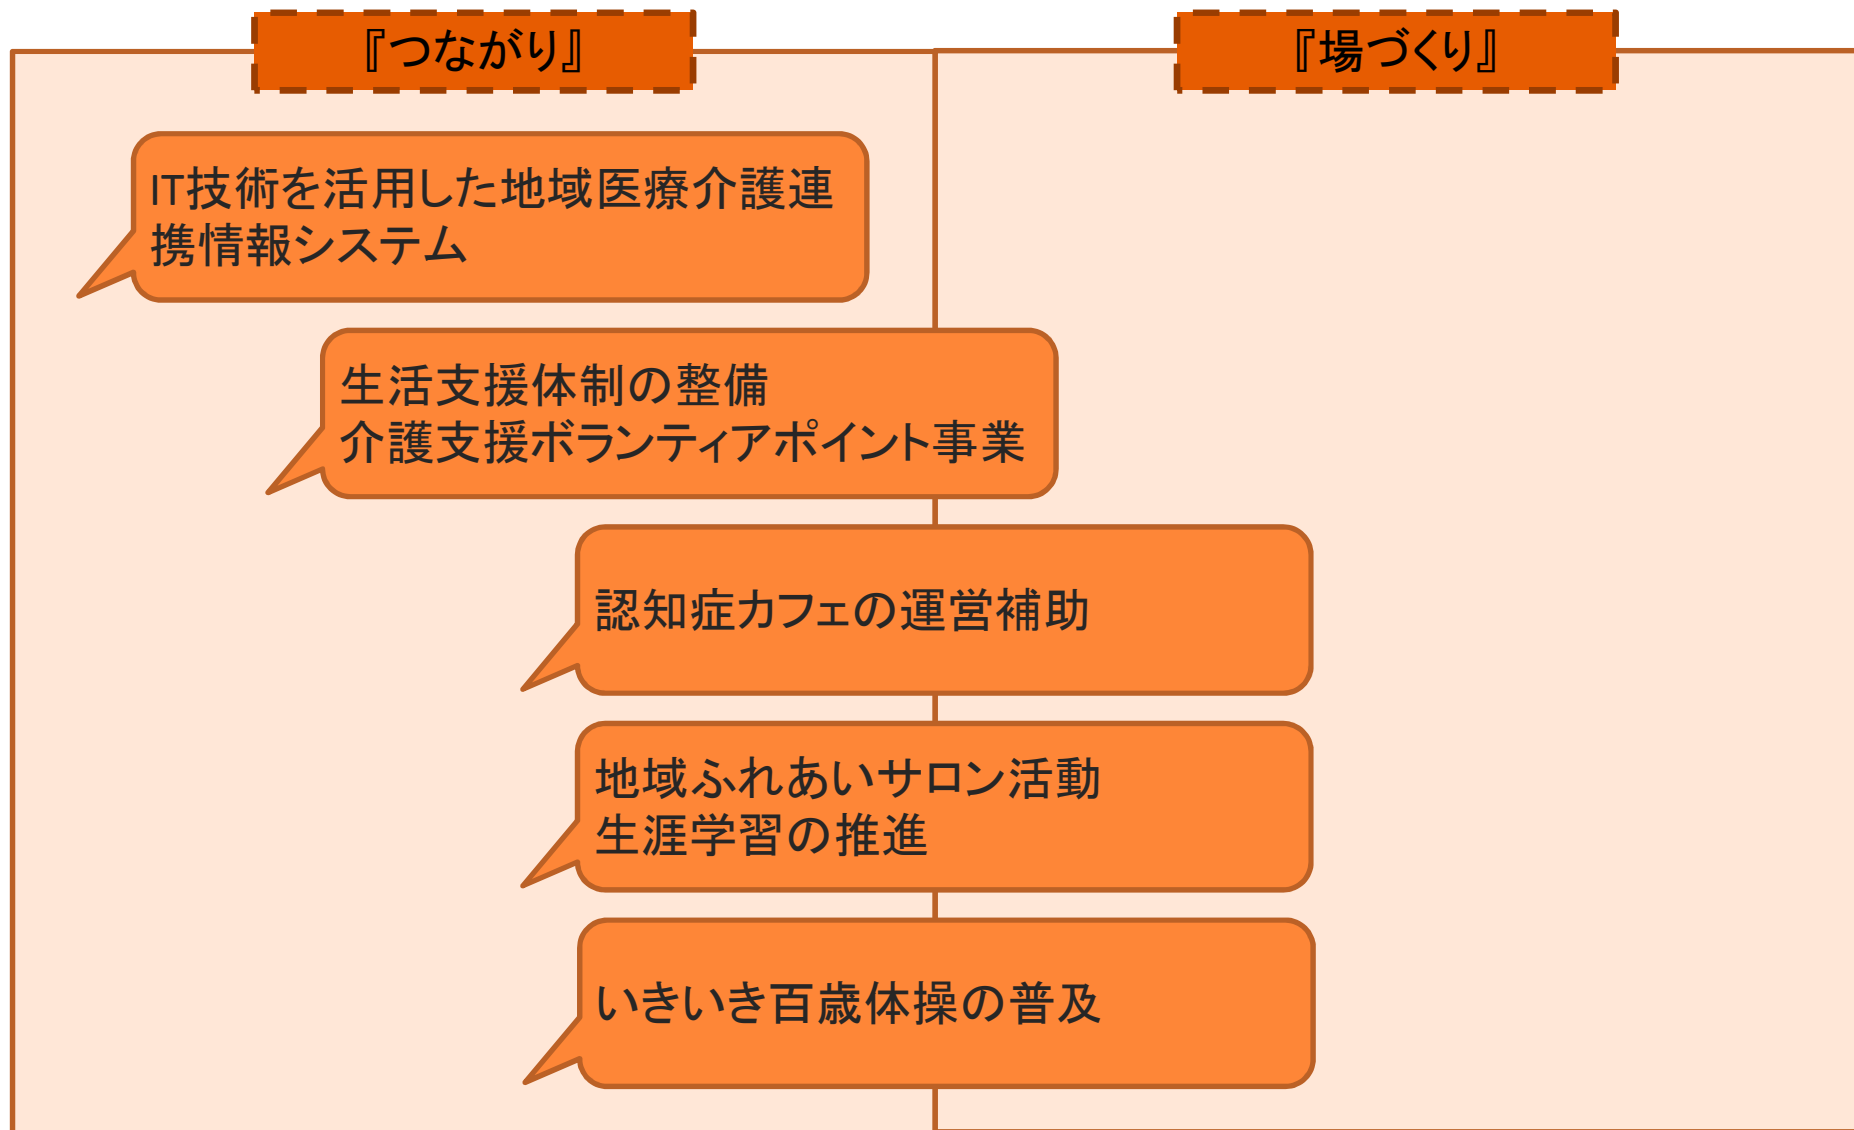 『つながり』
『場づくり』
IT技術を活用した地域医療介護連
携情報システム
生活支援体制の整備
介護支援ボランティアポイント事業
認知症カフェの運営補助
地域ふれあいサロン活動
生涯学習の推進
いきいき百歳体操の普及